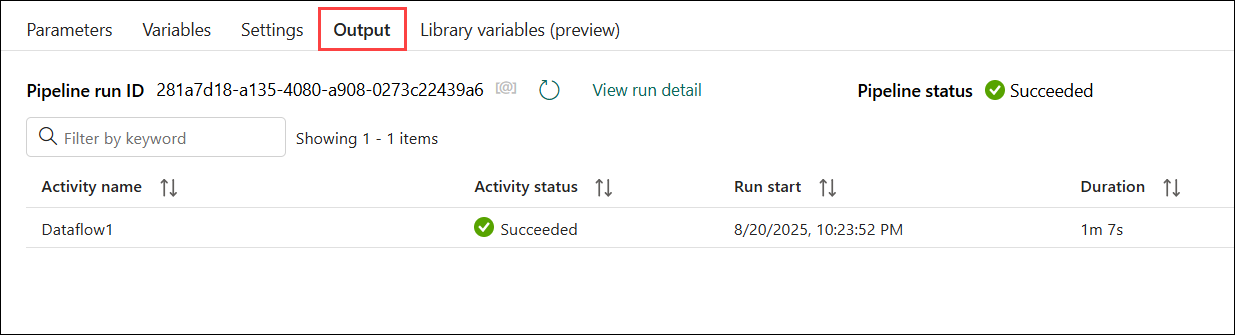 Parameters Variables Settings Output Library variables (preview)
Pipeline run ID 281a7d18-a135-4080-a908-0273c22439a6 [@] View run detail Pipeline status Succeeded
Filter by keyword Showing 1 - 1 items
Activity name Activity status Run start Duration
Dataflow1 Succeeded 8/20/2025, 10:23:52 PM 1m 7s